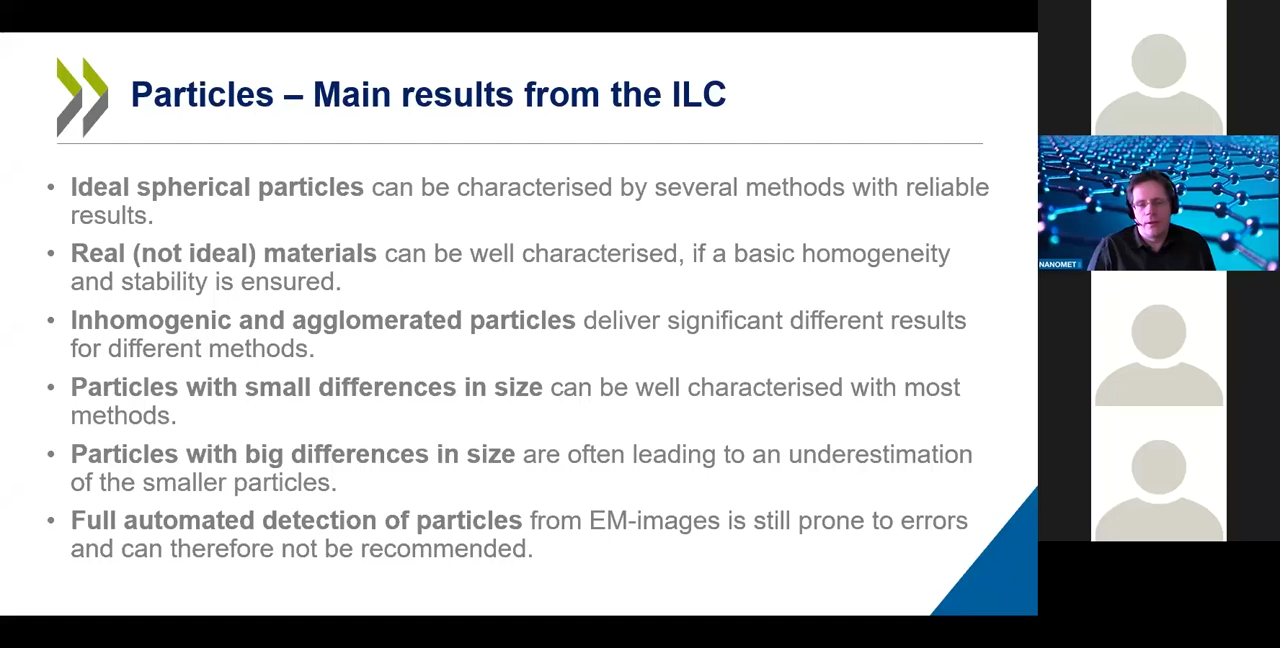 Particles – Main results from the ILC
• Ideal spherical particles can be characterised by several methods with reliable
results.
• Real (not ideal) materials can be well characterised, if a basic homogeneity
and stability is ensured.
• Inhomogenic and agglomerated particles deliver significant different results
for different methods.
• Particles with small differences in size can be well characterised with most
methods.
• Particles with big differences in size are often leading to an underestimation
of the smaller particles.
• Full automated detection of particles from EM-images is still prone to errors
and can therefore not be recommended.
NANOMET